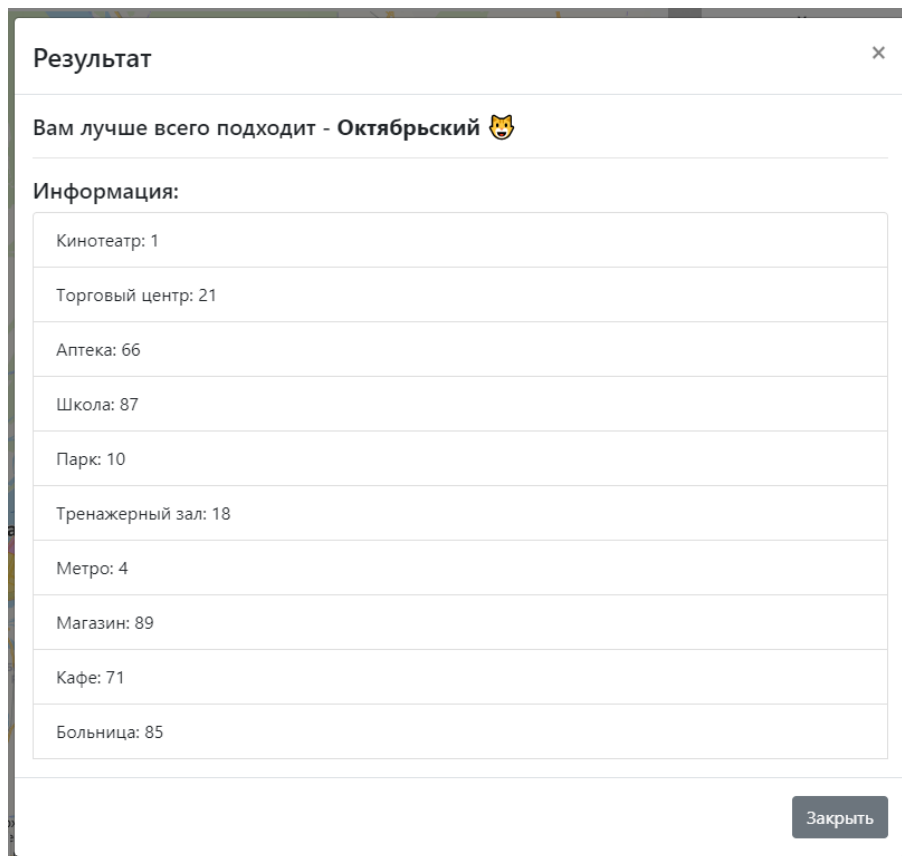 Результат
×
Вам лучше всего подходит - Октябрьский 😺
Информация:
Кинотеатр: 1
Торговый центр: 21
Аптека: 66
Школа: 87
Парк: 10
Тренажерный зал: 18
Метро: 4
Магазин: 89
Кафе: 71
Больница: 85
Закрыть